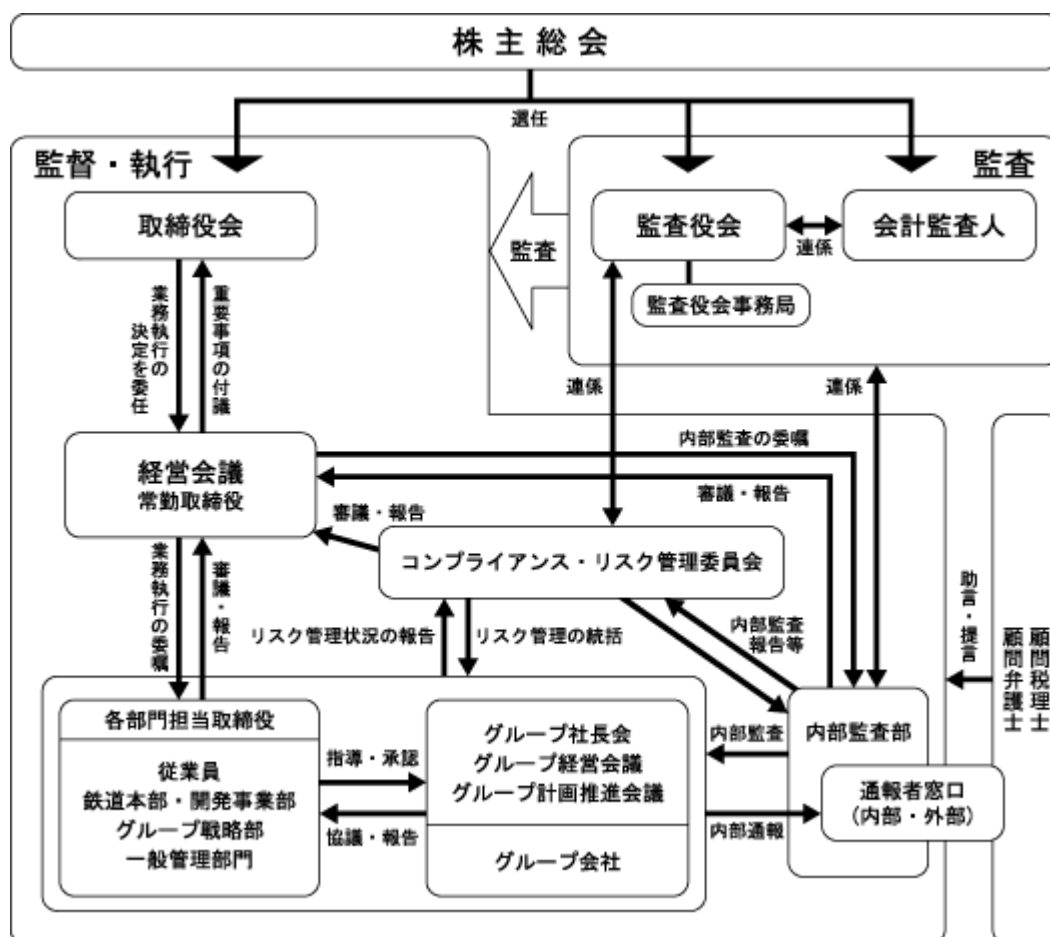 株主総会
選任
監督・執行
監査
取締役会
監査
監査役会
連係
会計監査人
監査役会事務局
業務執行の
決定を委任
重要事項の付議
連係
連係
経営会議
常勤取締役
内部監査の委嘱
審議・報告
審議・報告
コンプライアンス・リスク管理委員会
業務執行の委嘱
審議・報告
リスク管理状況の報告
リスク管理の統括
内部監査
報告等
助言・提言
顧問税理士
顧問弁護士
各部門担当取締役
従業員
鉄道本部・開発事業部
グループ戦略部
一般管理部門
指導・承認
協議・報告
グループ社長会
グループ経営会議
グループ計画推進会議
グループ会社
内部監査
内部通報
内部監査部
通報者窓口
(内部・外部)